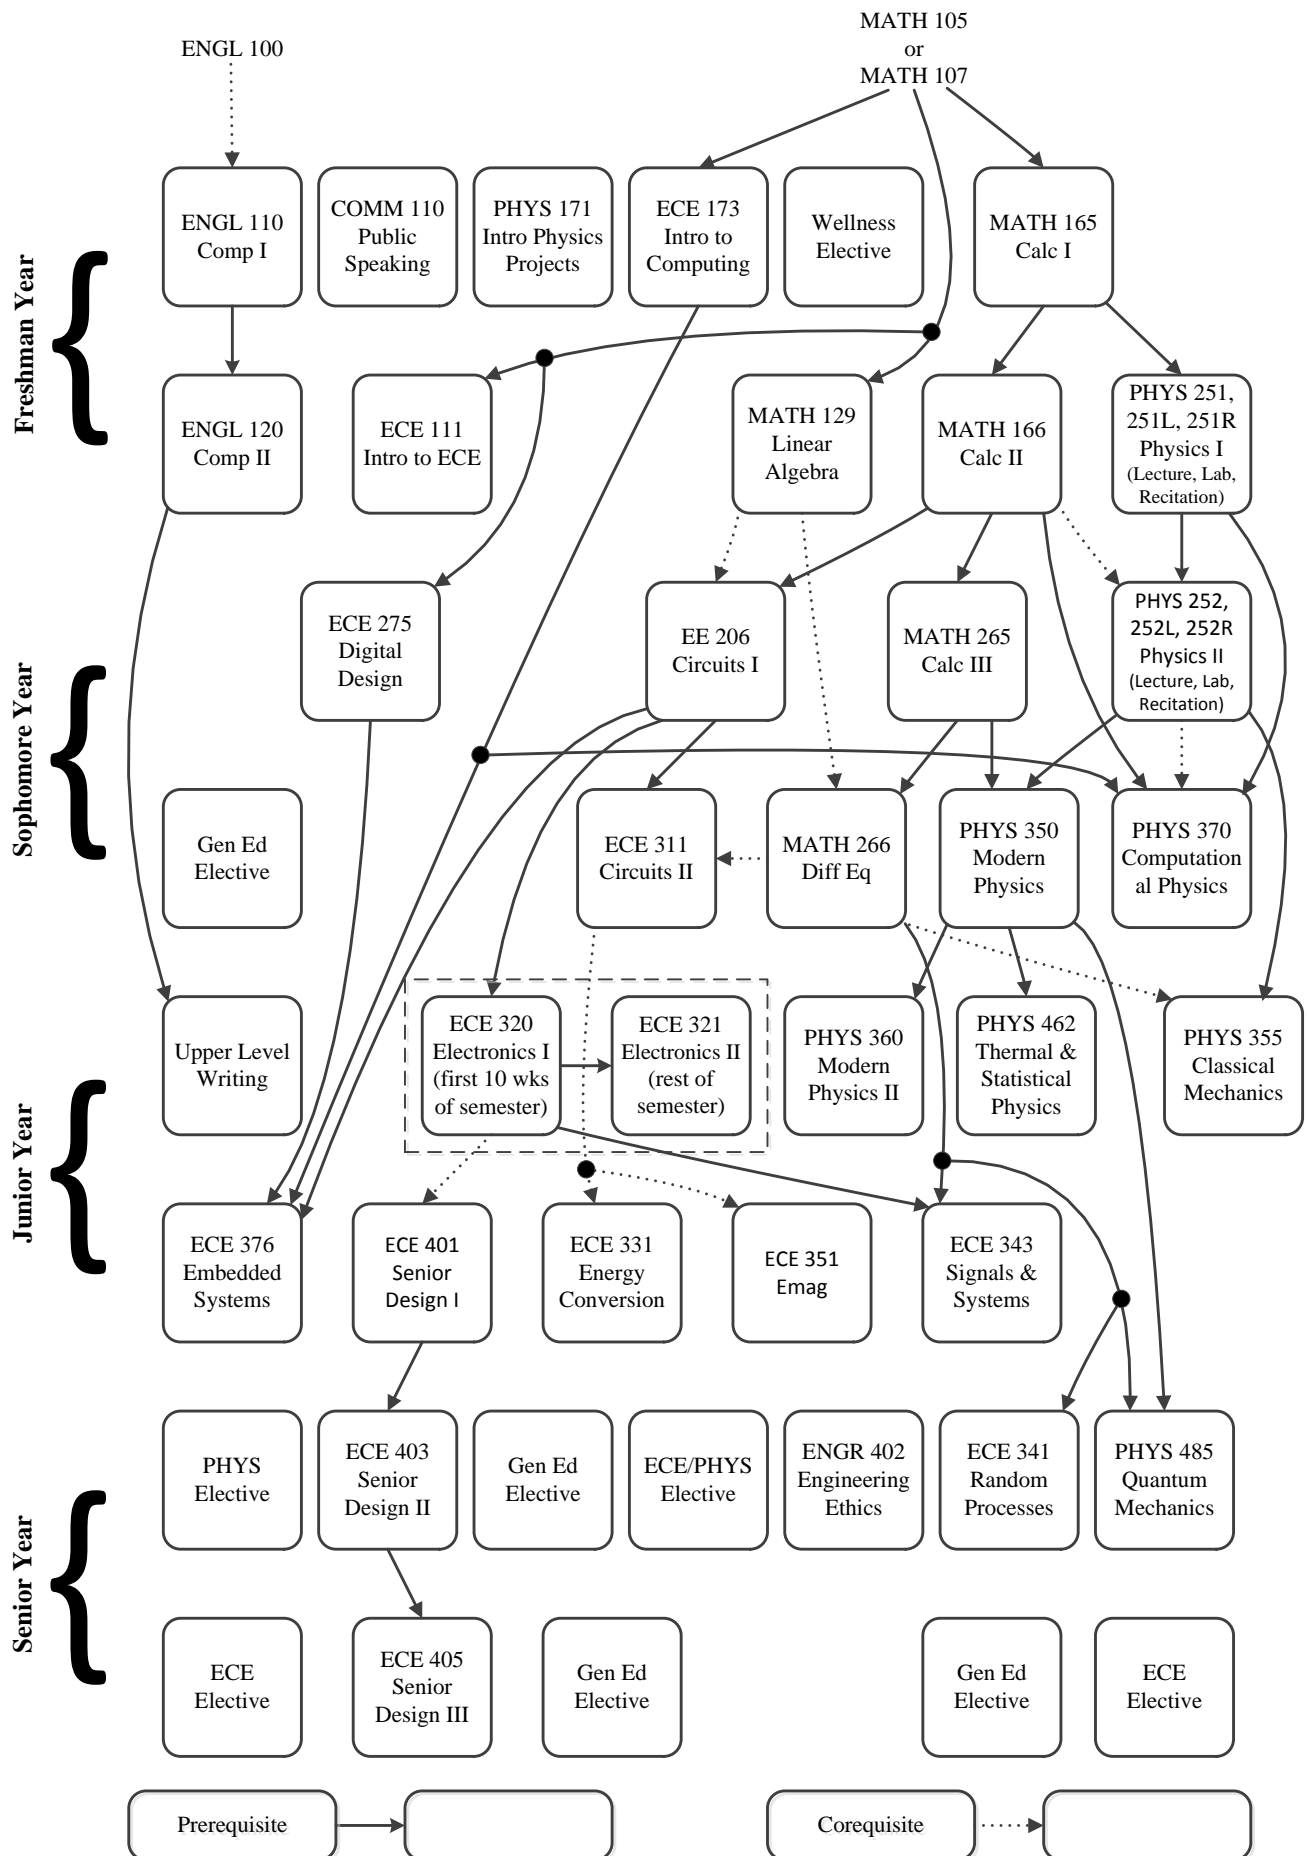 ENGL 100
MATH 105
or
MATH 107
Freshman Year
ENGL 110
Comp I
COMM 110
Public
Speaking
PHYS 171
Intro Physics
Projects
ECE 173
Intro to
Computing
Wellness
Elective
MATH 165
Calc I
ENGL 120
Comp II
ECE 111
Intro to ECE
MATH 129
Linear
Algebra
MATH 166
Calc II
PHYS 251,
251L, 251R
Physics I
(Lecture, Lab,
Recitation)
Sophomore Year
ECE 275
Digital
Design
EE 206
Circuits I
MATH 265
Calc III
PHYS 252,
252L, 252R
Physics II
(Lecture, Lab,
Recitation)
Gen Ed
Elective
ECE 311
Circuits II
MATH 266
Diff Eq
PHYS 350
Modern
Physics
PHYS 370
Computation
al Physics
Junior Year
Upper Level
Writing
ECE 320
Electronics I
(first 10 wks
of semester)
ECE 321
Electronics II
(rest of
semester)
PHYS 360
Modern
Physics II
PHYS 462
Thermal &
Statistical
Physics
PHYS 355
Classical
Mechanics
ECE 376
Embedded
Systems
ECE 401
Senior
Design I
ECE 331
Energy
Conversion
ECE 351
Emag
ECE 343
Signals &
Systems
Senior Year
PHYS
Elective
ECE 403
Senior
Design II
Gen Ed
Elective
ECE/PHYS
Elective
ENGR 402
Engineering
Ethics
ECE 341
Random
Processes
PHYS 485
Quantum
Mechanics
ECE
Elective
ECE 405
Senior
Design III
Gen Ed
Elective
Gen Ed
Elective
ECE
Elective
Prerequisite
Corequisite